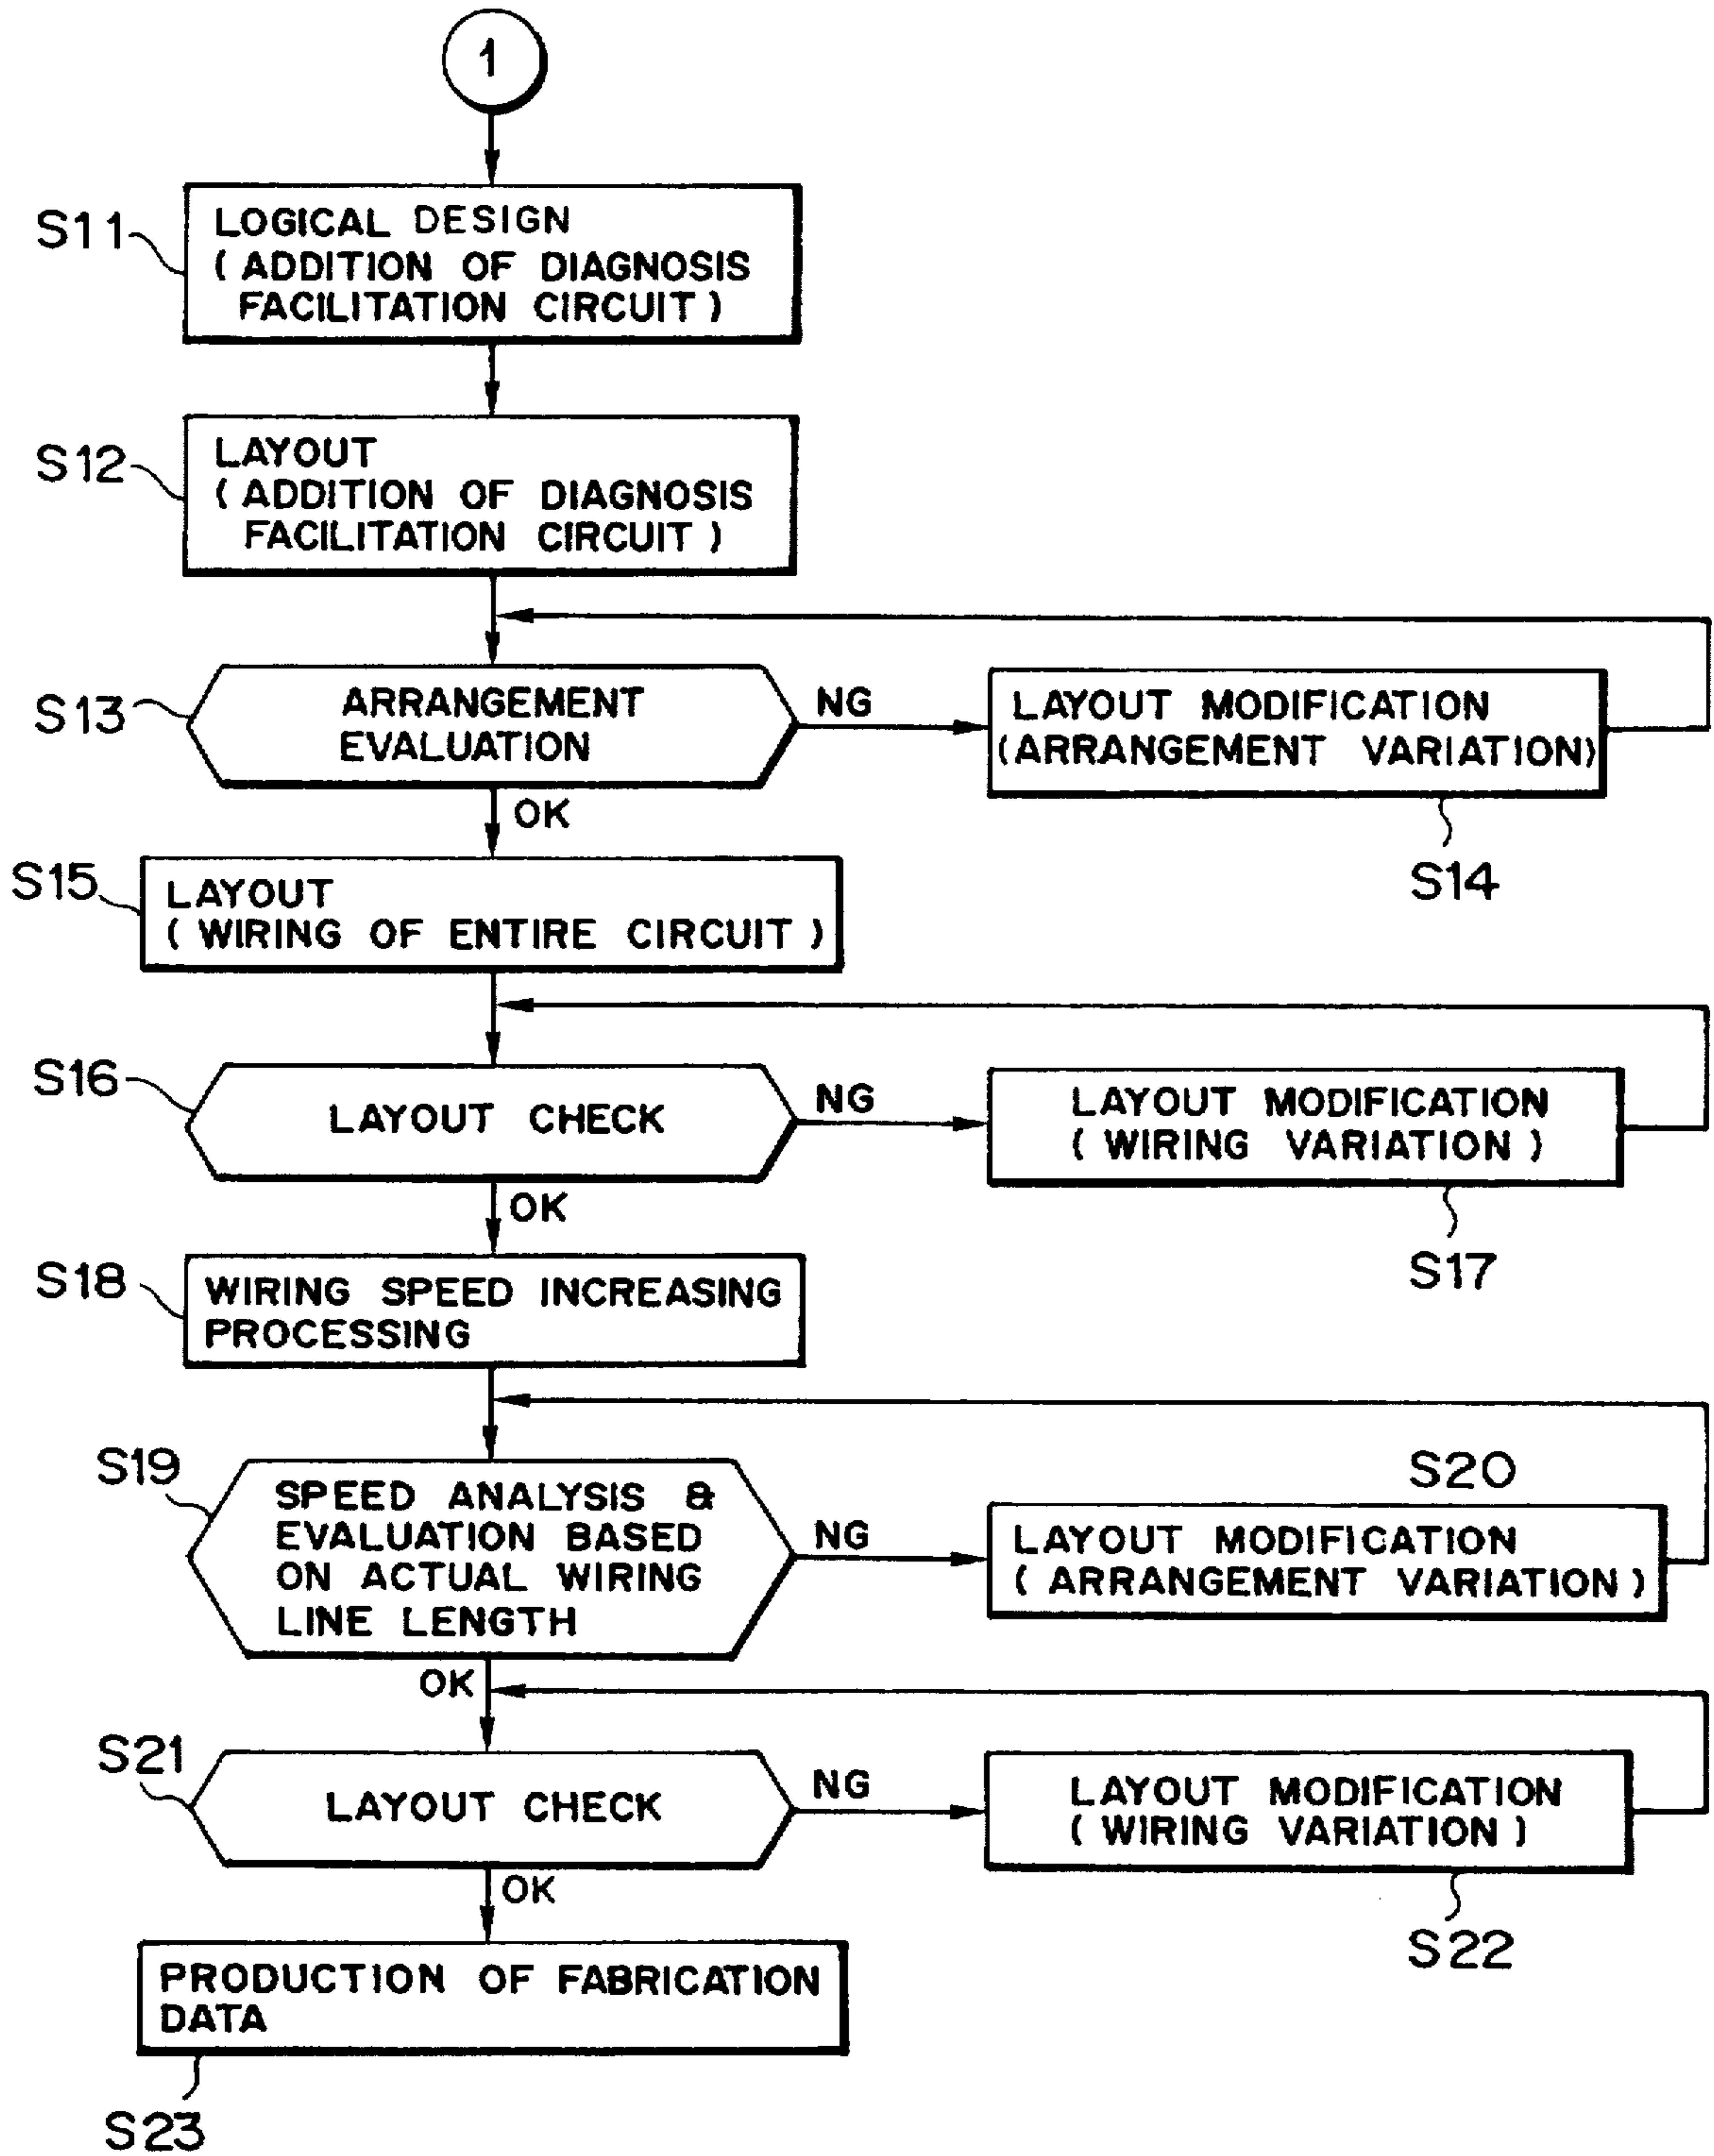 1
S11
LOGICAL DESIGN
( ADDITION OF DIAGNOSIS
FACILITATION CIRCUIT )
S12
LAYOUT
( ADDITION OF DIAGNOSIS
FACILITATION CIRCUIT )
S13
ARRANGEMENT
EVALUATION
NG
LAYOUT MODIFICATION
(ARRANGEMENT VARIATION)
S14
OK
S15
LAYOUT
( WIRING OF ENTIRE CIRCUIT )
S16
LAYOUT CHECK
NG
LAYOUT MODIFICATION
( WIRING VARIATION )
S17
OK
S18
WIRING SPEED INCREASING
PROCESSING
S19
SPEED ANALYSIS &
EVALUATION BASED
ON ACTUAL WIRING
LINE LENGTH
NG
S20
LAYOUT MODIFICATION
( ARRANGEMENT VARIATION )
OK
S21
LAYOUT CHECK
NG
LAYOUT MODIFICATION
( WIRING VARIATION )
S22
OK
PRODUCTION OF FABRICATION
DATA
S23